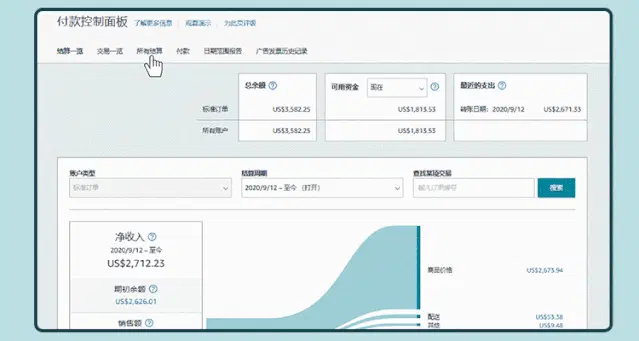 付款控制面板 了解更多信息 | 观看演示 | 为此页评级
结算一览 交易一览 所有结算 付款 日期范围报告 广告发票历史记录
总余额 可用资金 现在 最近的支出
标准订单 US$3,582.25 US$1,813.53 转账日期: 2020/9/12 US$2,671.33
所有账户 US$3,582.25 US$1,813.53
账户类型 结算周期 查找某项交易
标准订单 2020/9/12 – 至今 (打开) 输入订单编号 搜索
净收入
2020/9/12 – 至今
US$2,712.23
商品价格 US$2,673.94
期初余额
US$2,626.01
配送 US$53.38
其他 US$9.48
销售额